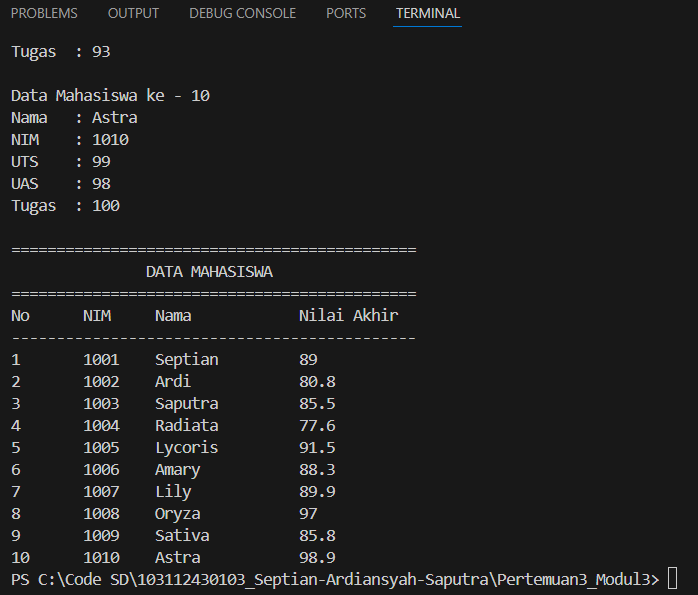 PROBLEMS OUTPUT DEBUG CONSOLE PORTS TERMINAL
Tugas  : 93
Data Mahasiswa ke - 10
Nama   : Astra
NIM    : 1010
UTS    : 99
UAS    : 98
Tugas  : 100
=============================================
DATA MAHASISWA
=============================================
No      NIM     Nama            Nilai Akhir
---------------------------------------------
1       1001    Septian         89
2       1002    Ardi            80.8
3       1003    Saputra         85.5
4       1004    Radiata         77.6
5       1005    Lycoris         91.5
6       1006    Amary           88.3
7       1007    Lily            89.9
8       1008    Oryza           97
9       1009    Sativa          85.8
10      1010    Astra           98.9
PS C:\Code SD\103112430103_Septian-Ardiansyah-Saputra\Pertemuan3_Modul3>